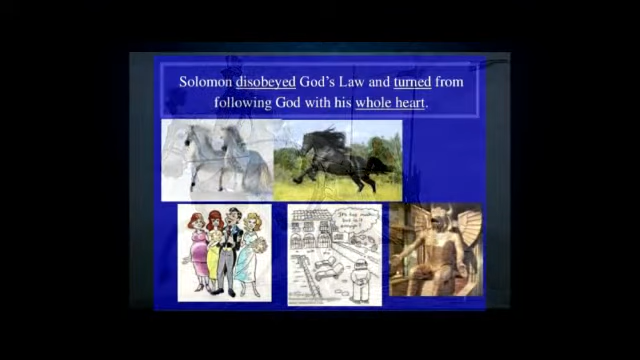 Solomon disobeyed God's Law and turned from
following God with his whole heart.